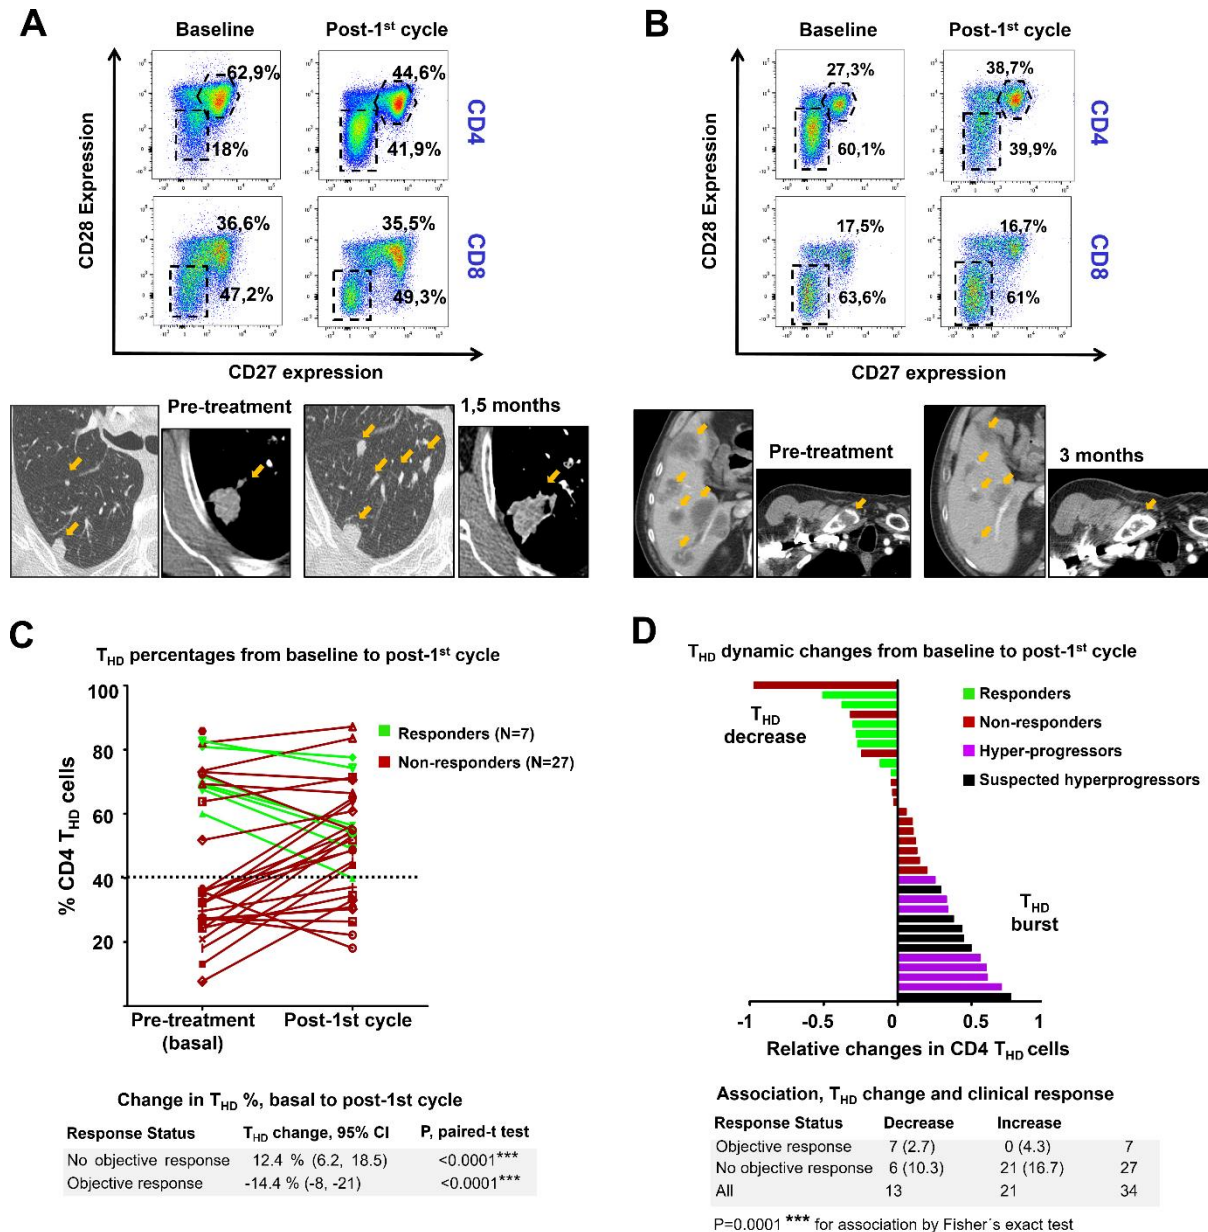 A
Baseline
Post-1st cycle
CD28 Expression
62,9%
18%
44,6%
41,9%
CD4
36,6%
47,2%
35,5%
49,3%
CD8
CD27 expression
Pre-treatment
1,5 months
B
Baseline
Post-1st cycle
27,3%
60,1%
38,7%
39,9%
CD4
17,5%
63,6%
16,7%
61%
CD8
CD27 expression
Pre-treatment
3 months
C
THD percentages from baseline to post-1st cycle
% CD4 THD cells
100
80
60
40
20
Responders (N=7)
Non-responders (N=27)
Pre-treatment
(basal)
Post-1st cycle
Change in THD %, basal to post-1st cycle
Response Status THD change, 95% CI P, paired-t test
No objective response 12.4 % (6.2, 18.5) <0.0001***
Objective response -14.4 % (-8, -21) <0.0001***
D
THD dynamic changes from baseline to post-1st cycle
THD
decrease
Responders
Non-responders
Hyper-progressors
Suspected hyperprogressors
THD
burst
-1 -0.5 0 0.5 1
Relative changes in CD4 THD cells
Association, THD change and clinical response
Response Status Decrease Increase
Objective response 7 (2.7) 0 (4.3) 7
No objective response 6 (10.3) 21 (16.7) 27
All 13 21 34
P=0.0001 *** for association by Fisher´s exact test